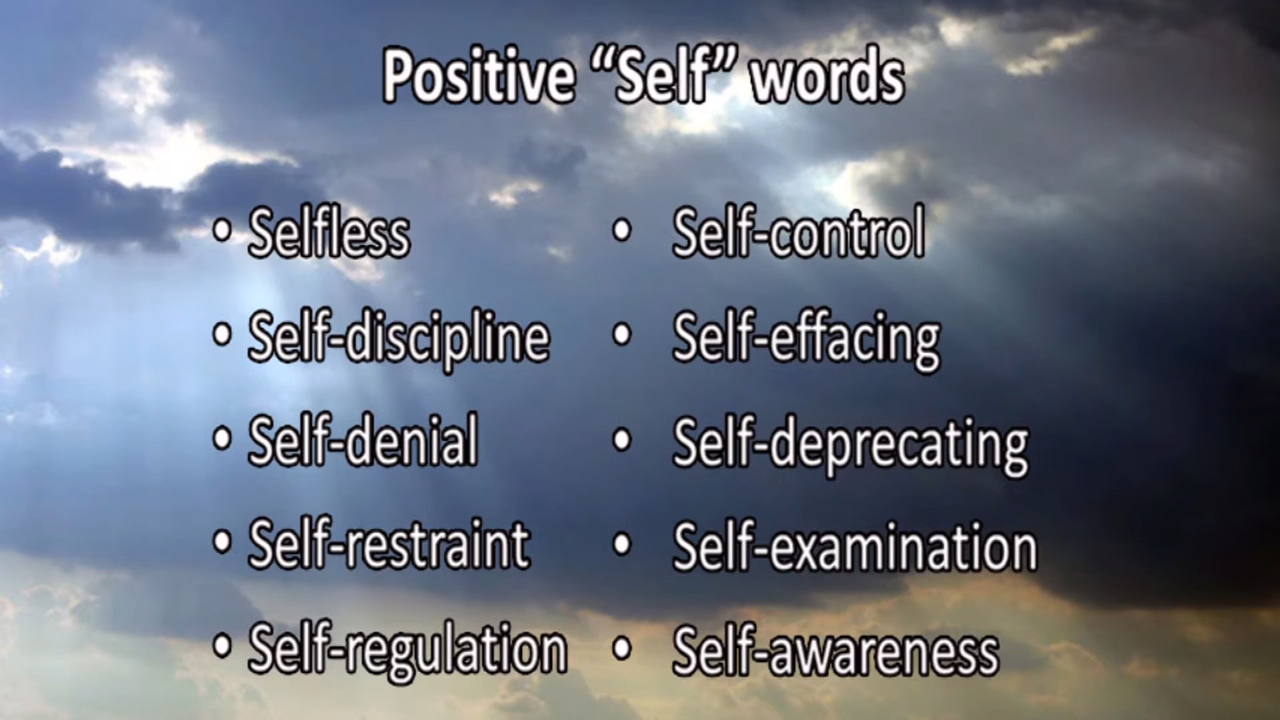 Positive “Self” words
• Selfless
• Self-discipline
• Self-denial
• Self-restraint
• Self-regulation
• Self-control
• Self-effacing
• Self-deprecating
• Self-examination
• Self-awareness